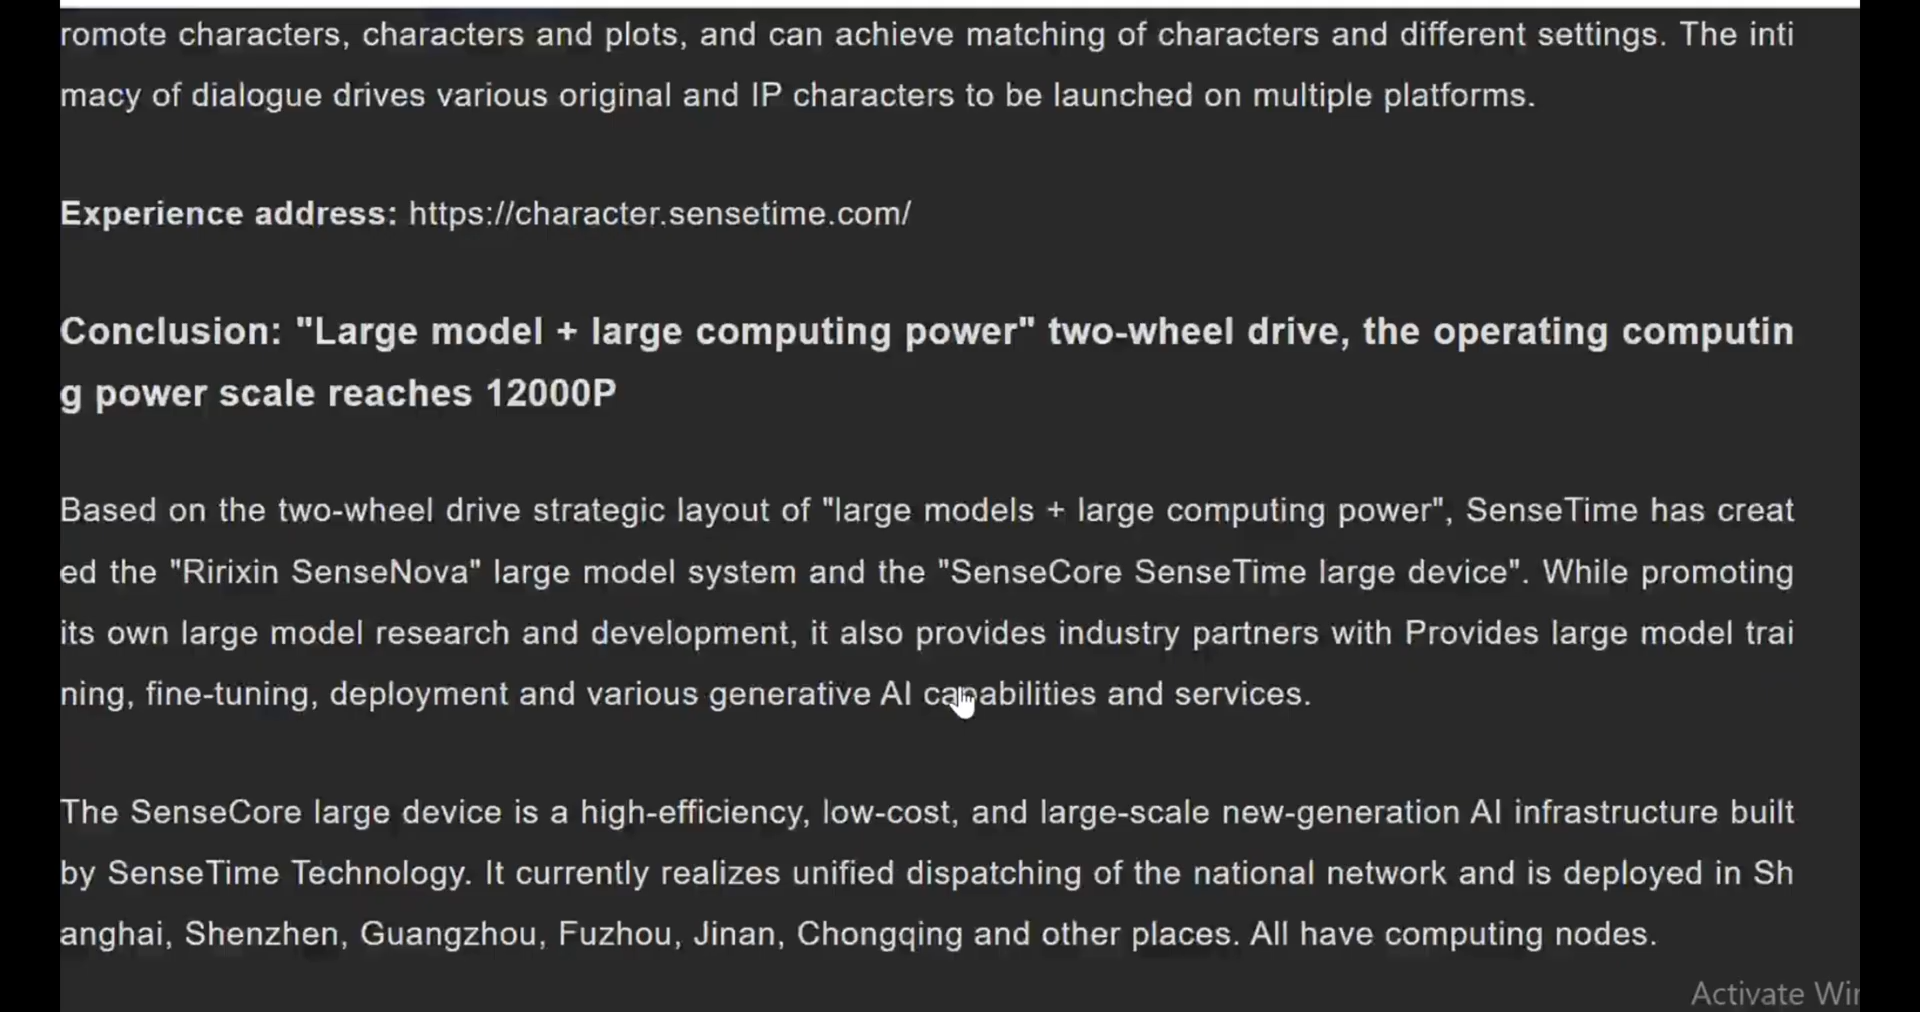 romote characters, characters and plots, and can achieve matching of characters and different settings. The inti
macy of dialogue drives various original and IP characters to be launched on multiple platforms.
Experience address: https://character.sensetime.com/
Conclusion: "Large model + large computing power" two-wheel drive, the operating computin
g power scale reaches 12000P
Based on the two-wheel drive strategic layout of "large models + large computing power", SenseTime has creat
ed the "Ririxin SenseNova" large model system and the "SenseCore SenseTime large device". While promoting
its own large model research and development, it also provides industry partners with Provides large model trai
ning, fine-tuning, deployment and various generative AI capabilities and services.
The SenseCore large device is a high-efficiency, low-cost, and large-scale new-generation AI infrastructure built
by SenseTime Technology. It currently realizes unified dispatching of the national network and is deployed in Sh
anghai, Shenzhen, Guangzhou, Fuzhou, Jinan, Chongqing and other places. All have computing nodes.
Activate Wi